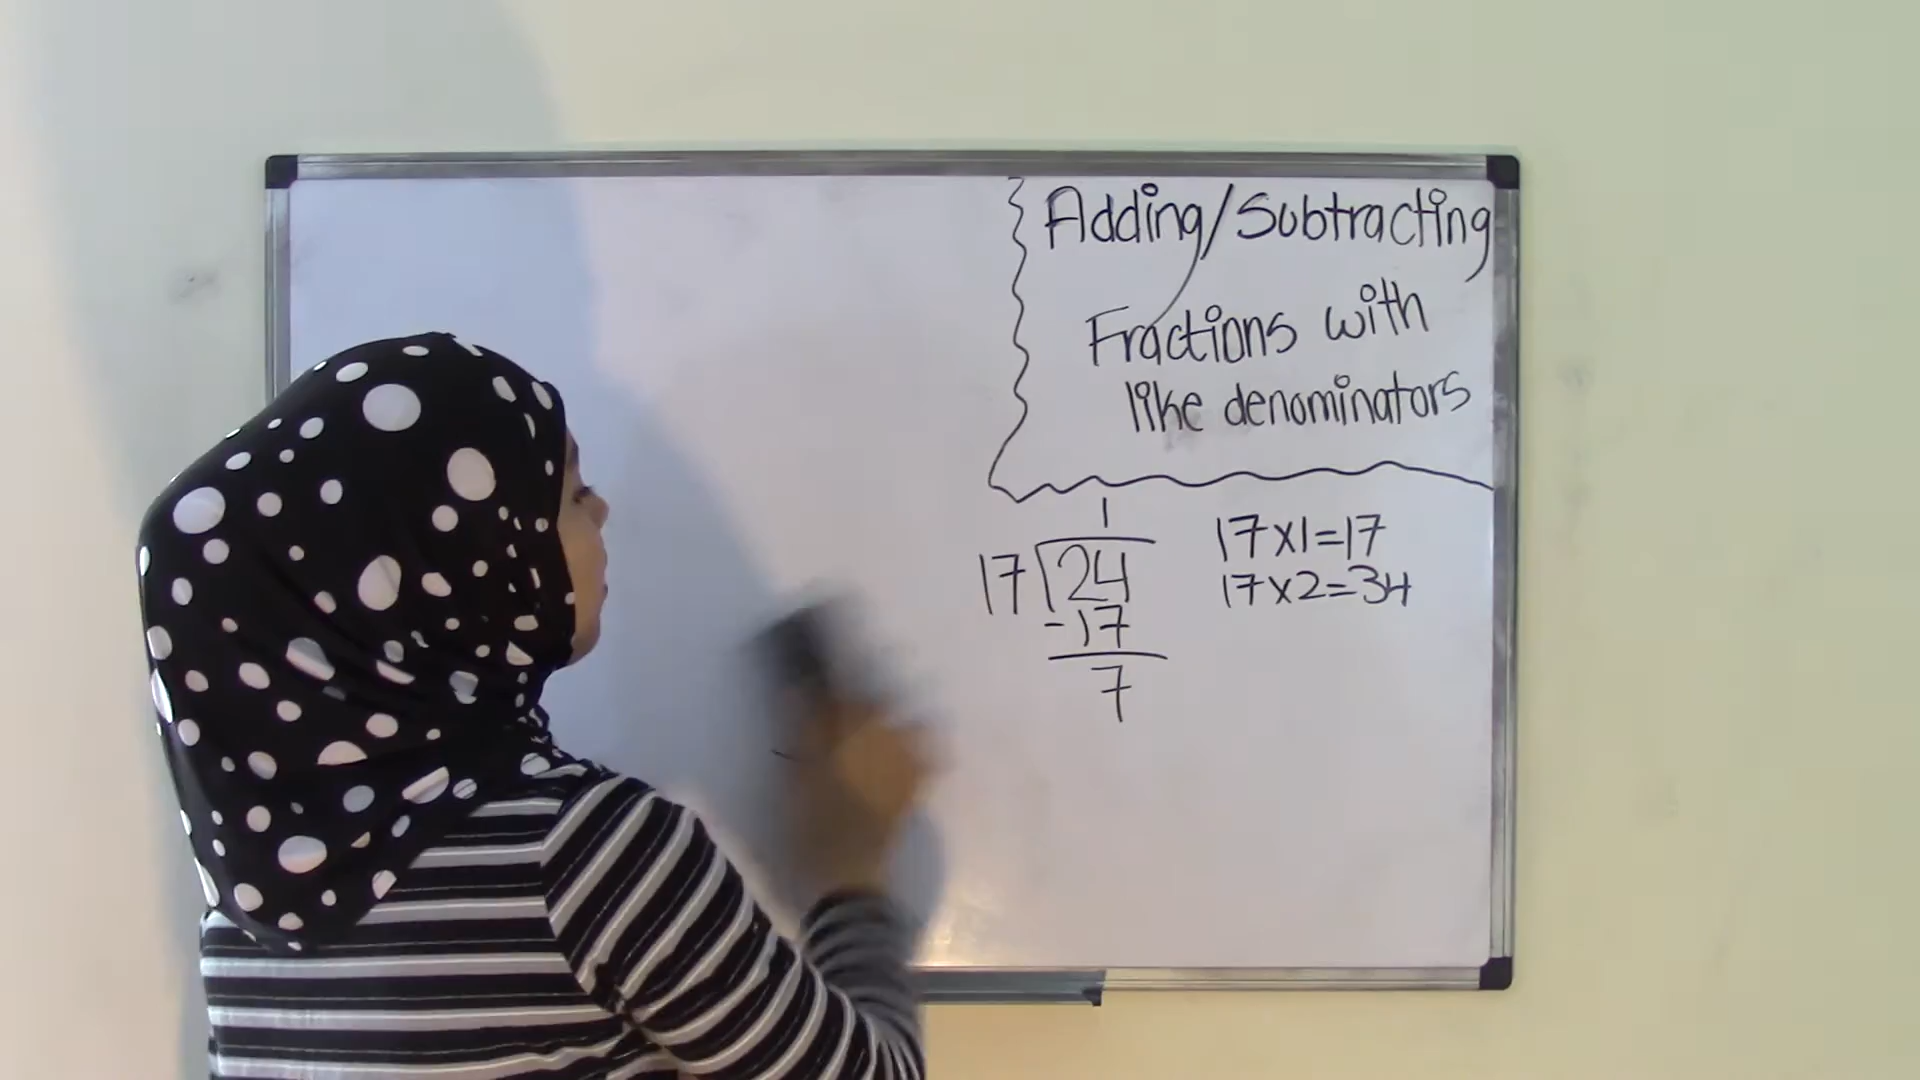 Adding/Subtracting
Fractions with
like denominators
1
17 24
-17
7
17x1=17
17x2=34